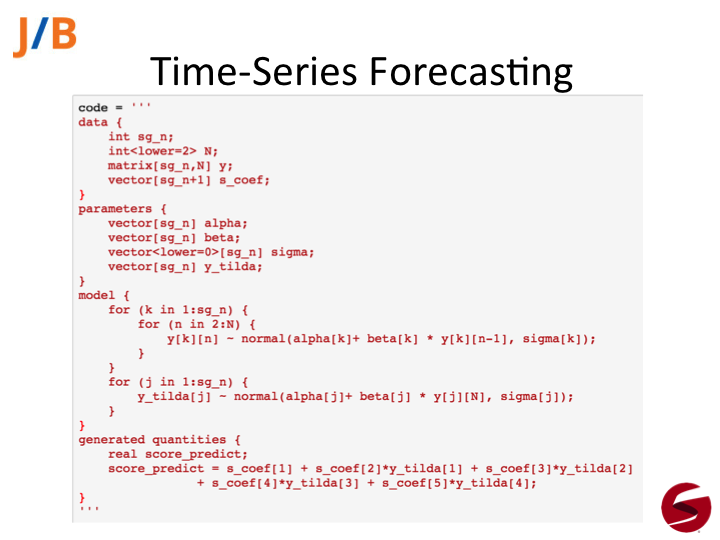 J/B
Time-Series Forecasting
code = '''
data {
    int sg_n;
    int<lower=2> N;
    matrix[sg_n,N] y;
    vector[sg_n+1] s_coef;
}
parameters {
    vector[sg_n] alpha;
    vector[sg_n] beta;
    vector<lower=0>[sg_n] sigma;
    vector[sg_n] y_tilda;
}
model {
    for (k in 1:sg_n) {
        for (n in 2:N) {
            y[k][n] ~ normal(alpha[k]+ beta[k] * y[k][n-1], sigma[k]);
        }
    }
    for (j in 1:sg_n) {
        y_tilda[j] ~ normal(alpha[j]+ beta[j] * y[j][N], sigma[j]);
    }
}
generated quantities {
    real score_predict;
    score_predict = s_coef[1] + s_coef[2]*y_tilda[1] + s_coef[3]*y_tilda[2]
                + s_coef[4]*y_tilda[3] + s_coef[5]*y_tilda[4];
}
'''